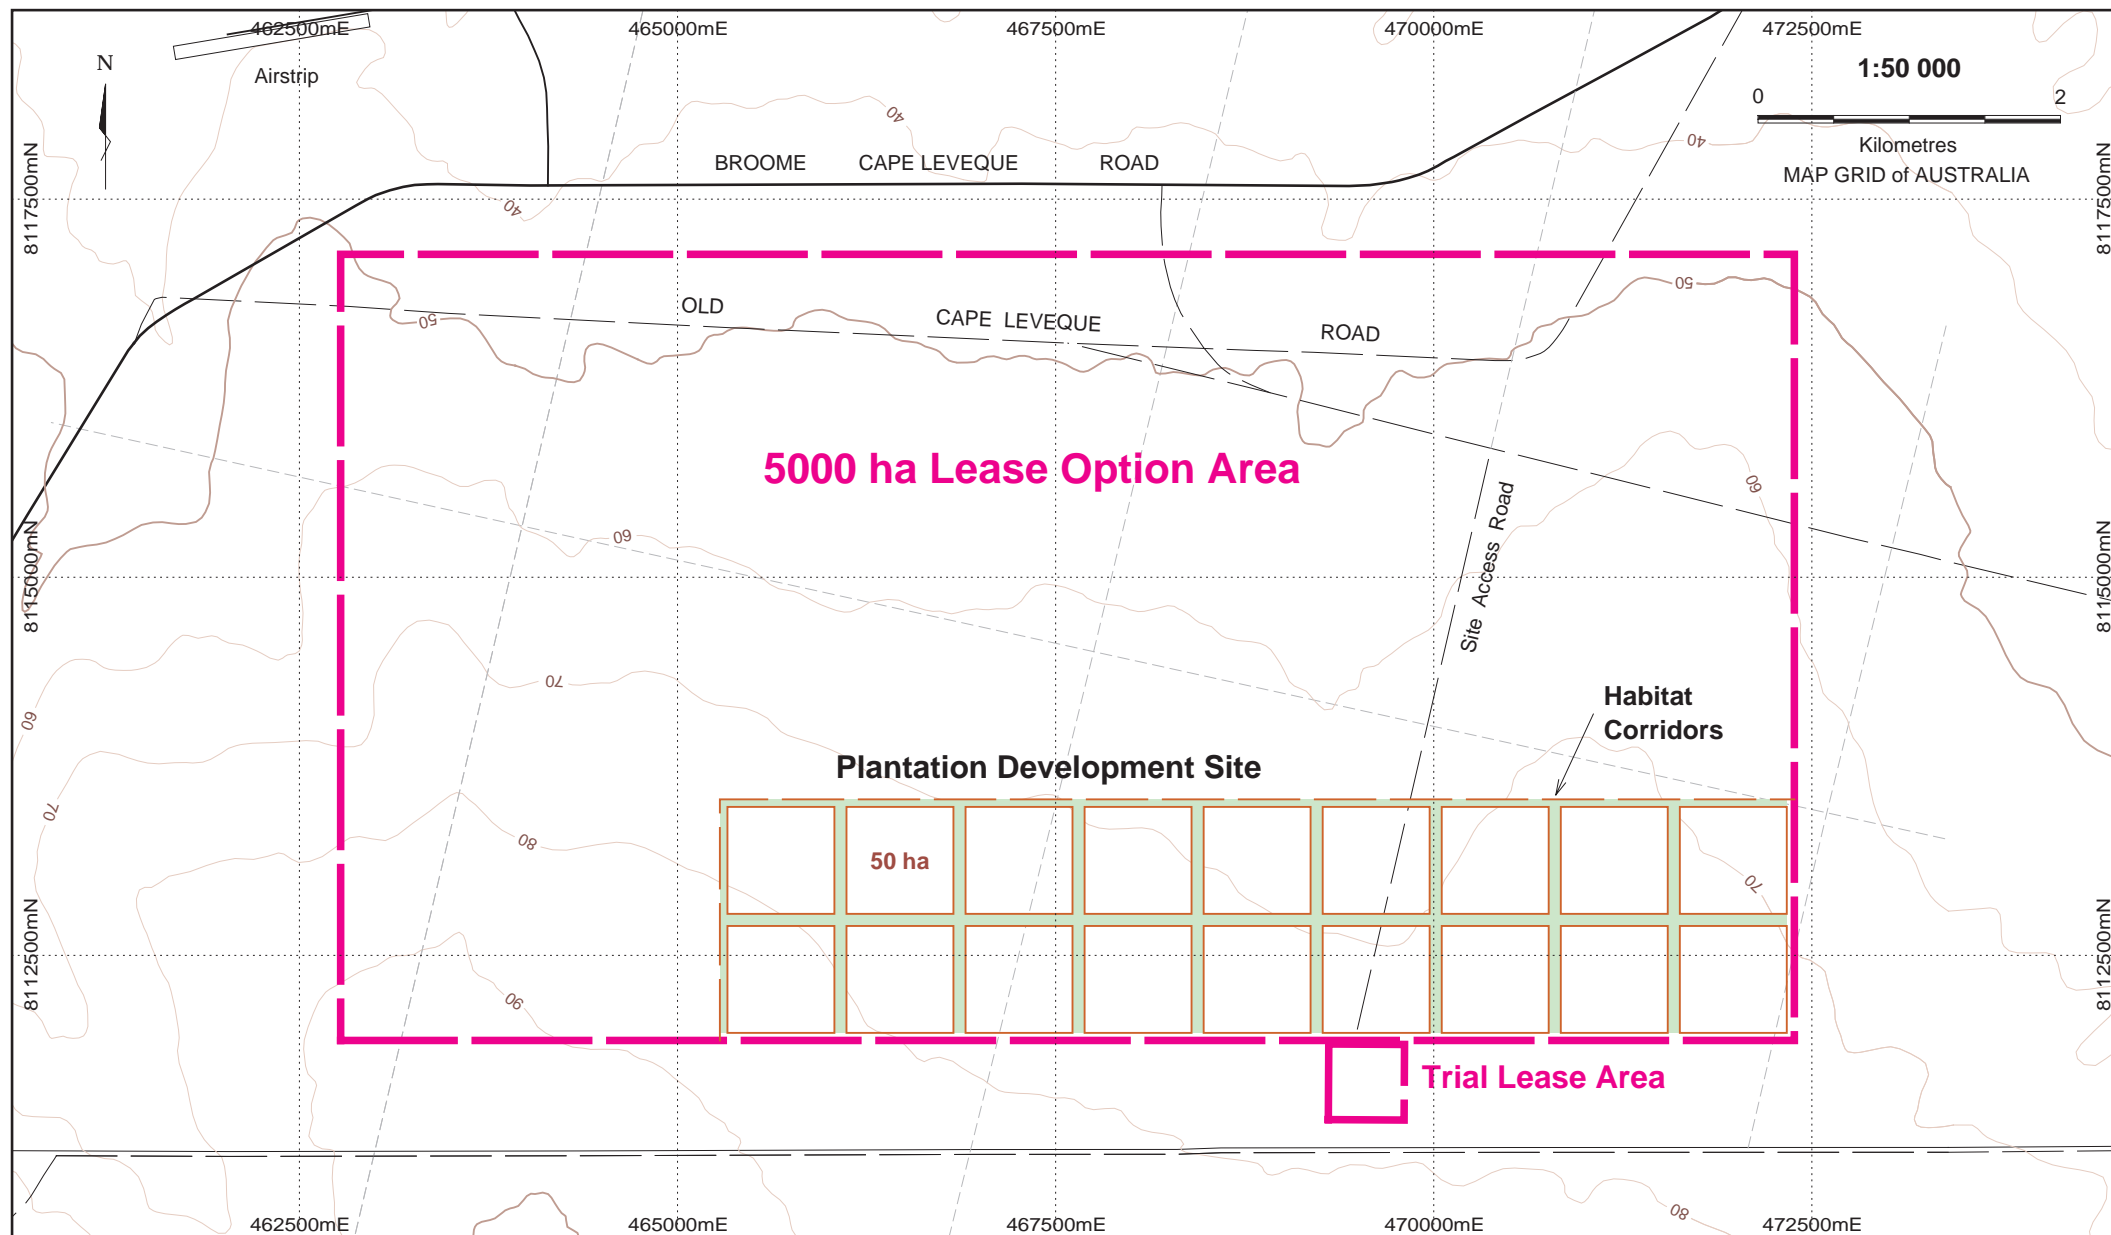 462500mE
465000mE
467500mE
470000mE
472500mE
N
Airstrip
1:50 000
0
2
Kilometres
MAP GRID of AUSTRALIA
40
40
BROOME CAPE LEVEQUE ROAD
8117500mN
8117500mN
40
50
OLD CAPE LEVEQUE ROAD
50
5000 ha Lease Option Area
60
60
Site Access Road
8115000mN
8115000mN
70
60
Habitat
Corridors
Plantation Development Site
70
80
50 ha
70
8112500mN
8112500mN
90
Trial Lease Area
80
462500mE
465000mE
467500mE
470000mE
472500mE